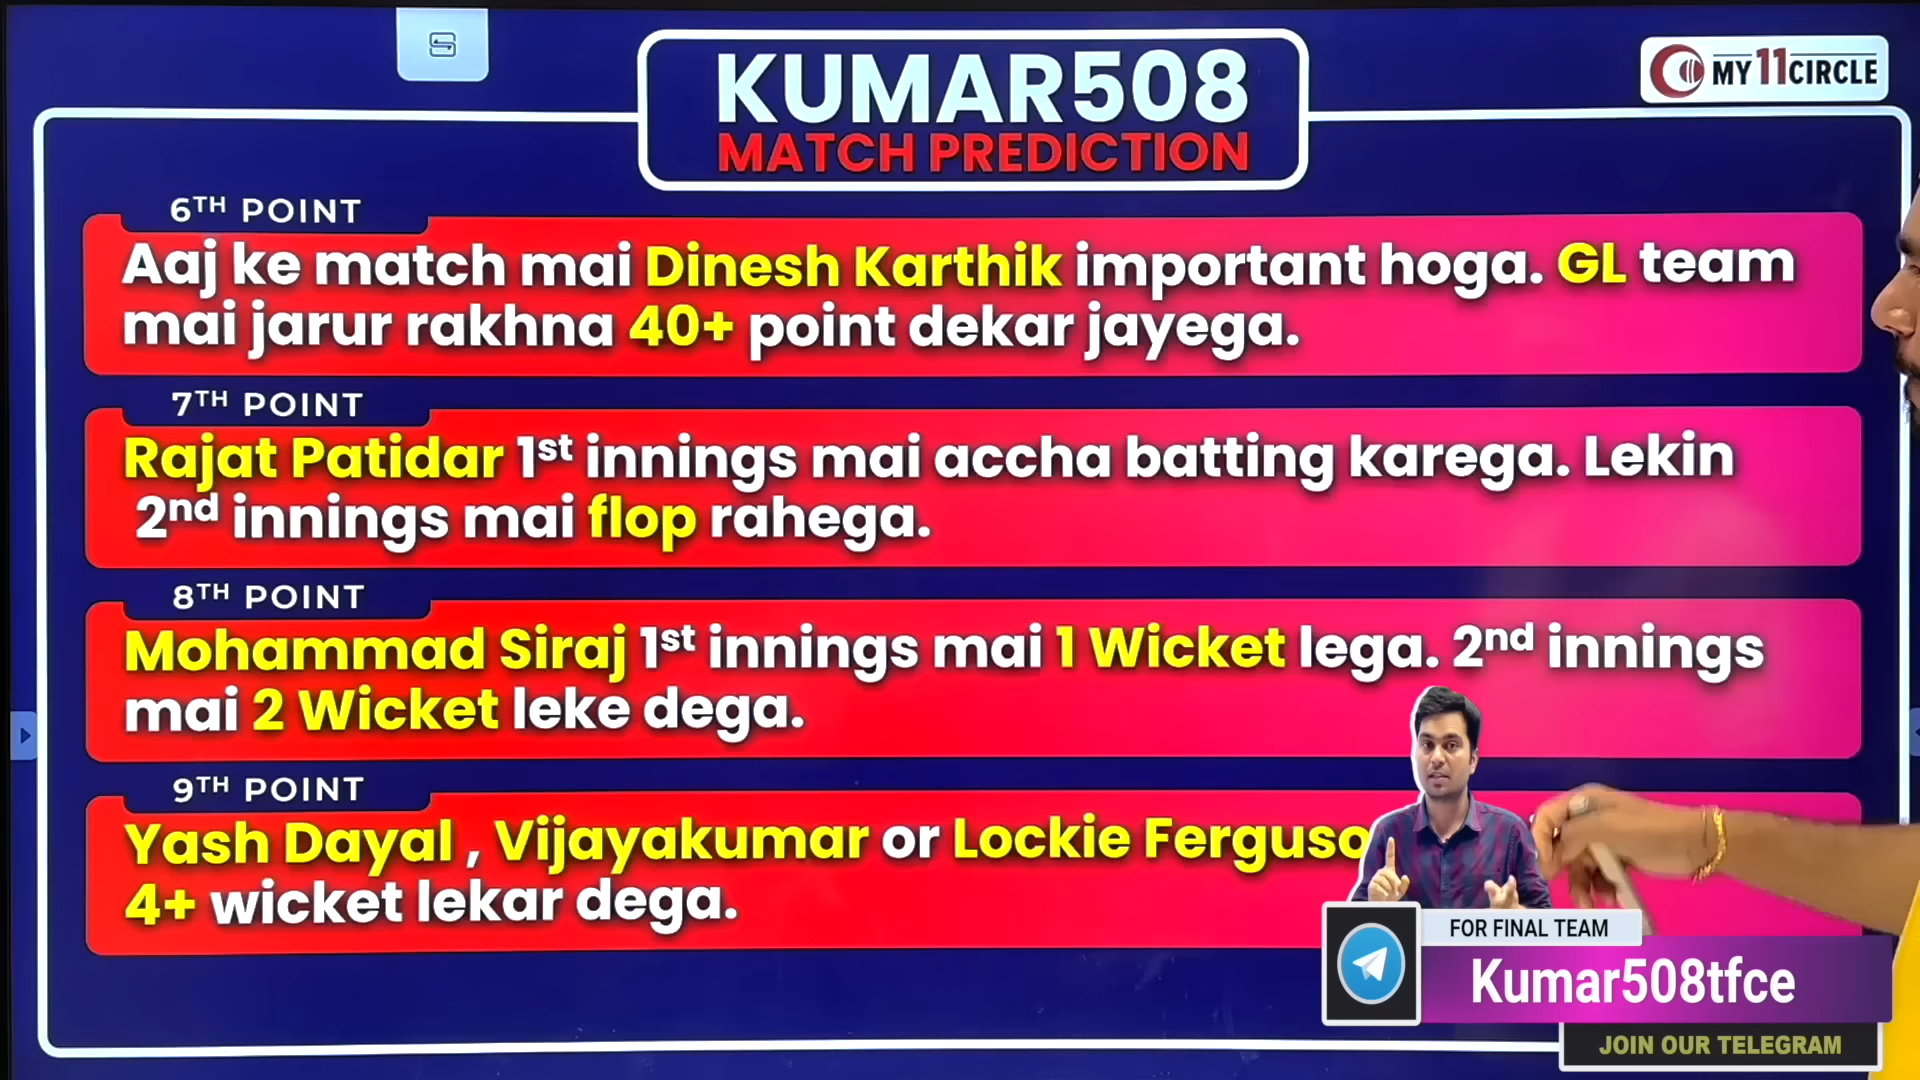 KUMAR508
MATCH PREDICTION
MY11CIRCLE
6TH POINT
Aaj ke match mai Dinesh Karthik important hoga. GL team
mai jarur rakhna 40+ point dekar jayega.
7TH POINT
Rajat Patidar 1st innings mai accha batting karega. Lekin
2nd innings mai flop rahega.
8TH POINT
Mohammad Siraj 1st innings mai 1 Wicket lega. 2nd innings
mai 2 Wicket leke dega.
9TH POINT
Yash Dayal , Vijayakumar or Lockie
4+ wicket lekar dega.
FOR FINAL TEAM
Kumar508tfce
JOIN OUR TELEGRAM